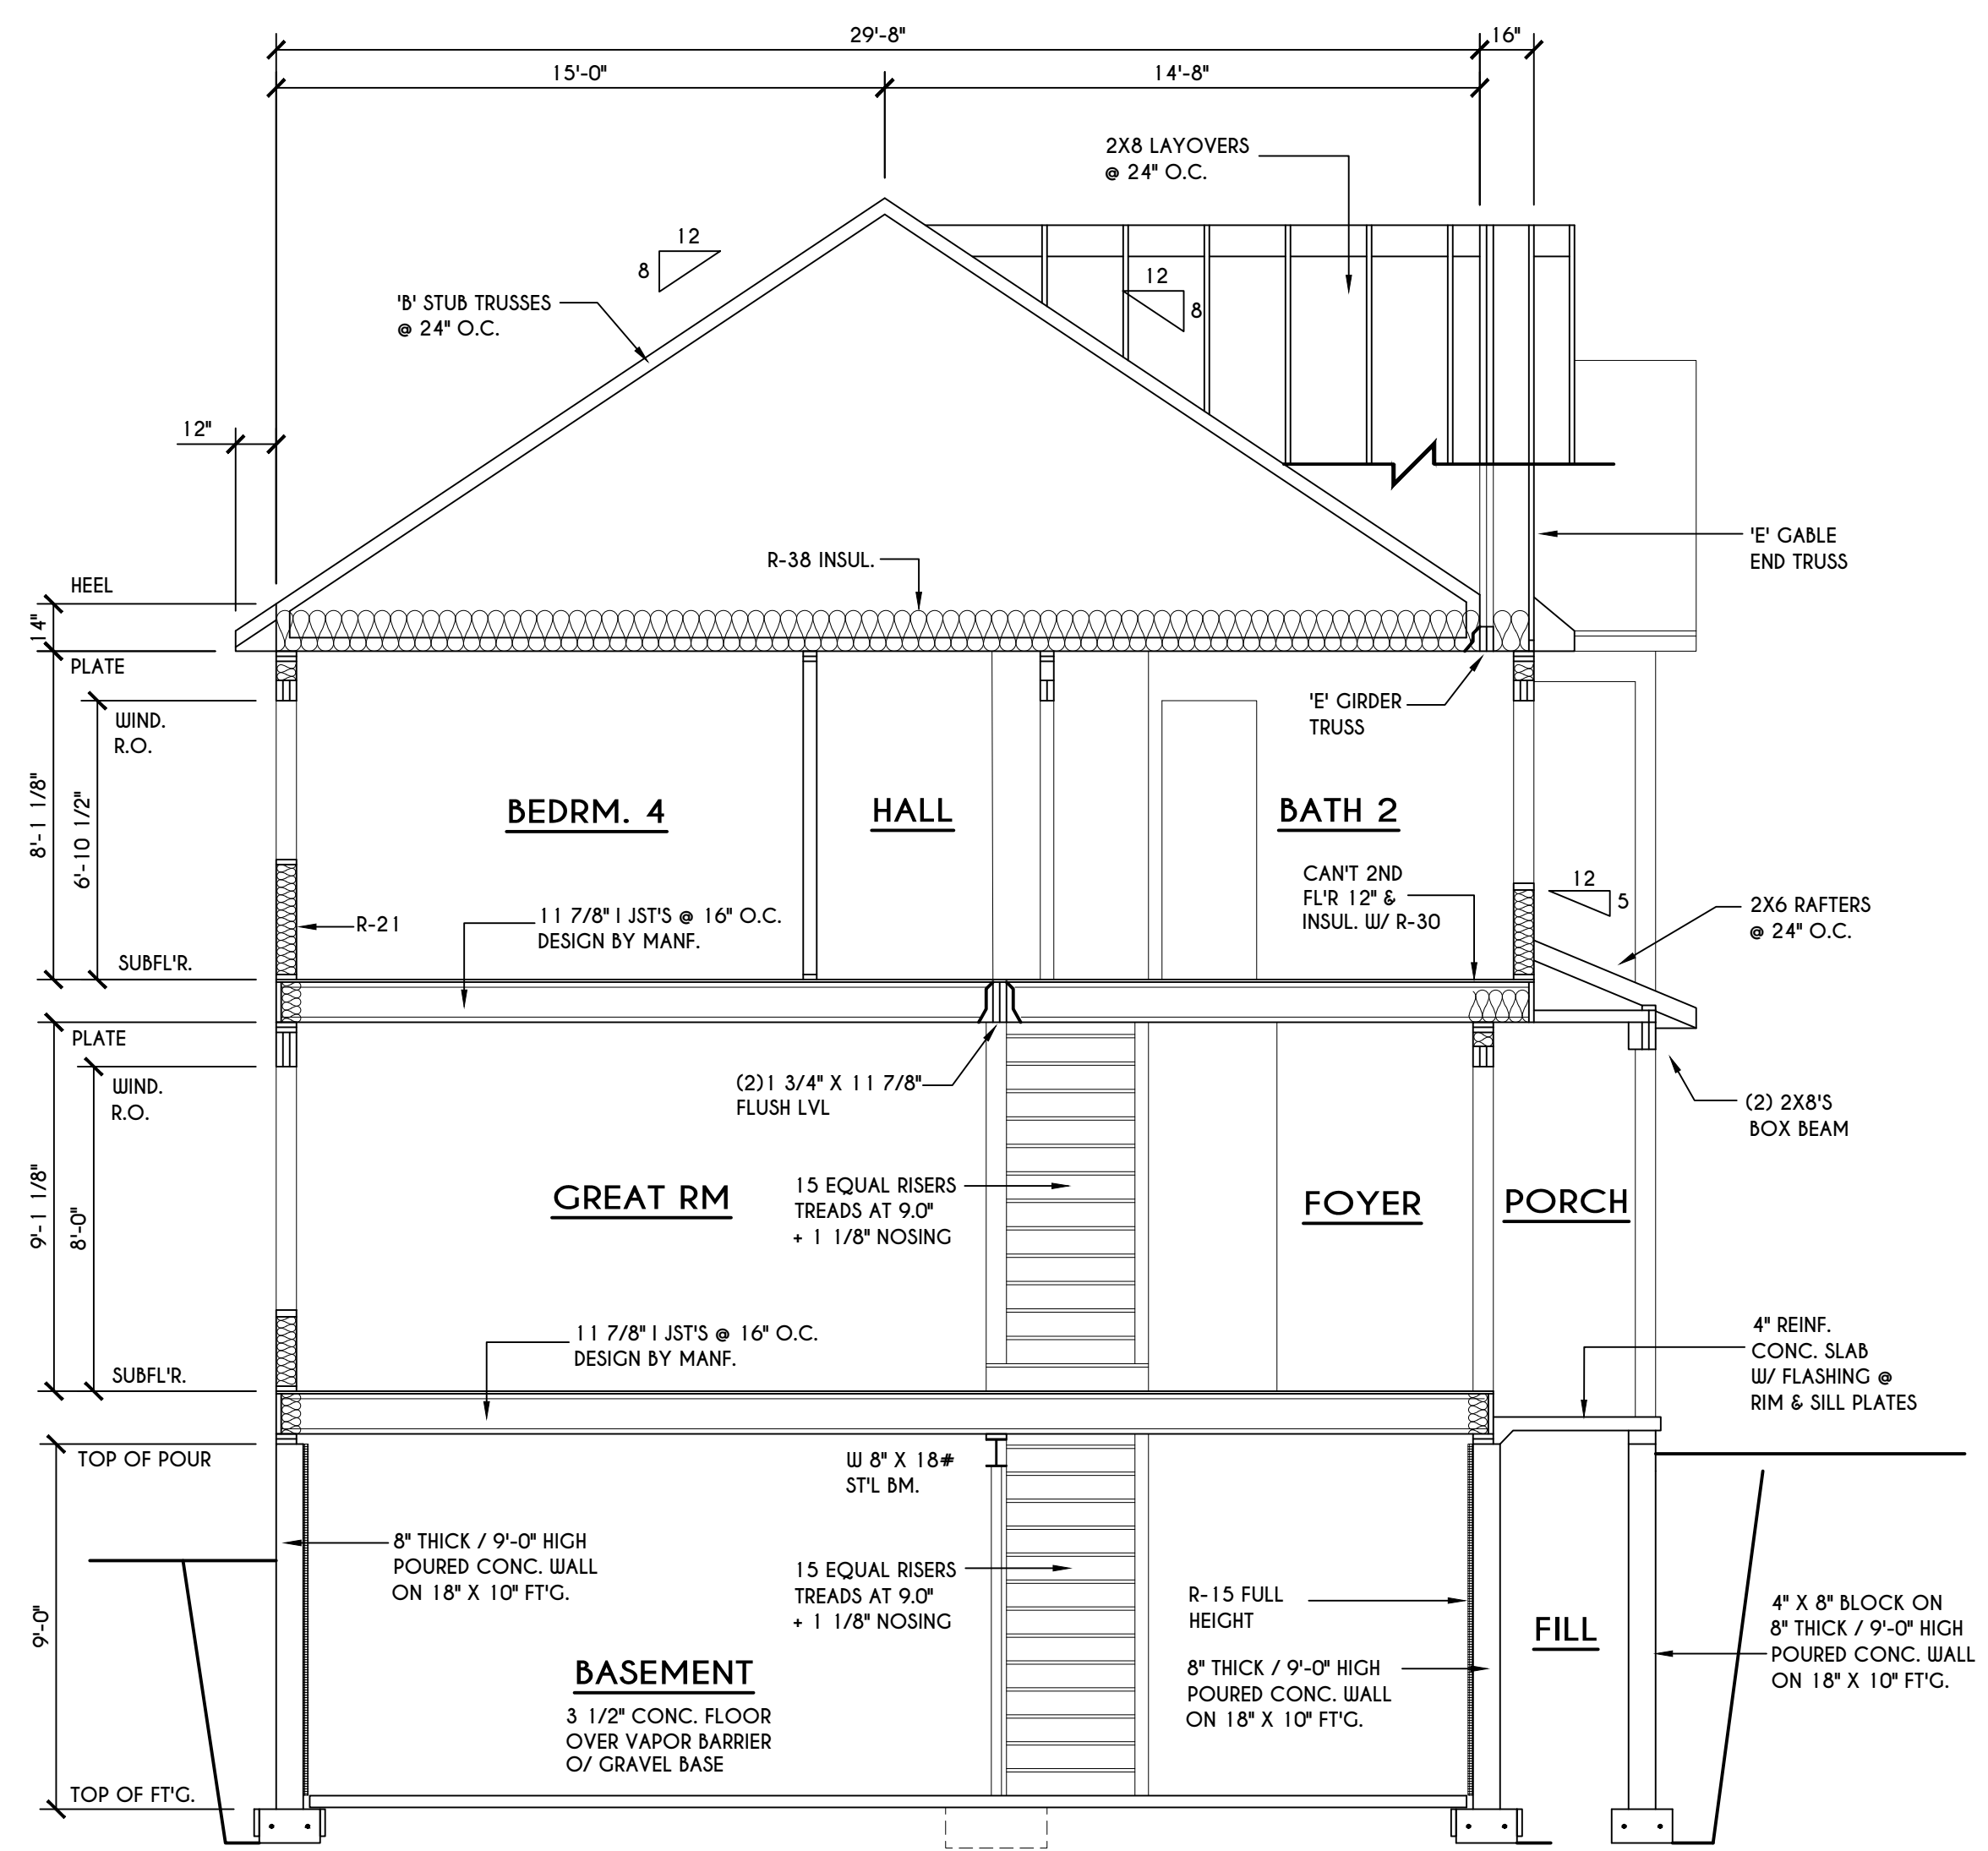 29'-8"
16"
15'-0"
14'-8"
2X8 LAYOVERS
@ 24" O.C.
12
8
12
8
'B' STUB TRUSSES
@ 24" O.C.
12"
'E' GABLE
END TRUSS
R-38 INSUL.
HEEL
14"
PLATE
WIND.
R.O.
'E' GIRDER
TRUSS
8'-1 1/8"
6'-10 1/2"
BEDRM. 4
HALL
BATH 2
CAN'T 2ND
FL'R 12" &
INSUL. W/ R-30
12
5
2X6 RAFTERS
@ 24" O.C.
R-21
11 7/8" I JST'S @ 16" O.C.
DESIGN BY MANF.
SUBFL'R.
PLATE
WIND.
R.O.
(2)1 3/4" X 11 7/8"
FLUSH LVL
(2) 2X8'S
BOX BEAM
9'-1 1/8"
8'-0"
GREAT RM
15 EQUAL RISERS
TREADS AT 9.0"
+ 1 1/8" NOSING
FOYER
PORCH
11 7/8" I JST'S @ 16" O.C.
DESIGN BY MANF.
4" REINF.
CONC. SLAB
W/ FLASHING @
RIM & SILL PLATES
SUBFL'R.
TOP OF POUR
W 8" X 18#
ST'L BM.
8" THICK / 9'-0" HIGH
POURED CONC. WALL
ON 18" X 10" FT'G.
15 EQUAL RISERS
TREADS AT 9.0"
+ 1 1/8" NOSING
R-15 FULL
HEIGHT
9'-0"
FILL
4" X 8" BLOCK ON
8" THICK / 9'-0" HIGH
POURED CONC. WALL
ON 18" X 10" FT'G.
BASEMENT
3 1/2" CONC. FLOOR
OVER VAPOR BARRIER
O/ GRAVEL BASE
8" THICK / 9'-0" HIGH
POURED CONC. WALL
ON 18" X 10" FT'G.
TOP OF FT'G.